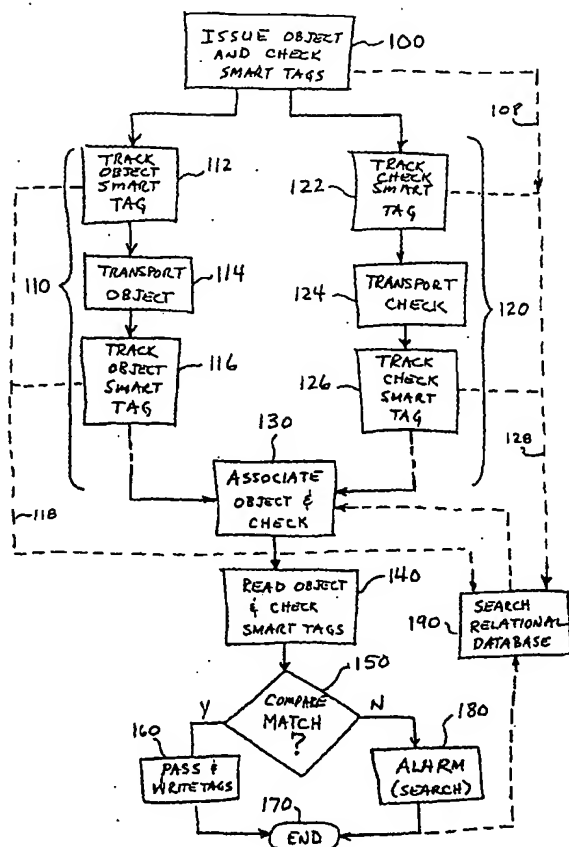 ISSUE OBJECT
AND CHECK
SMART TAGS
100
108
TRACK
OBJECT
SMART
TAG
112
122
TRACK
CHECK
SMART
TAG
110
TRANSPORT
OBJECT
114
124
TRANSPORT
CHECK
120
TRACK
OBJECT
SMART
TAG
116
126
TRACK
CHECK
SMART
TAG
130
128
ASSOCIATE
OBJECT &
CHECK
118
READ OBJECT
& CHECK
SMART TAGS
140
190
SEARCH
RELATIONAL
DATABASE
150
COMPARE
MATCH
?
Y
N
160
PASS &
WRITE TAGS
180
ALARM
(SEARCH)
170
END